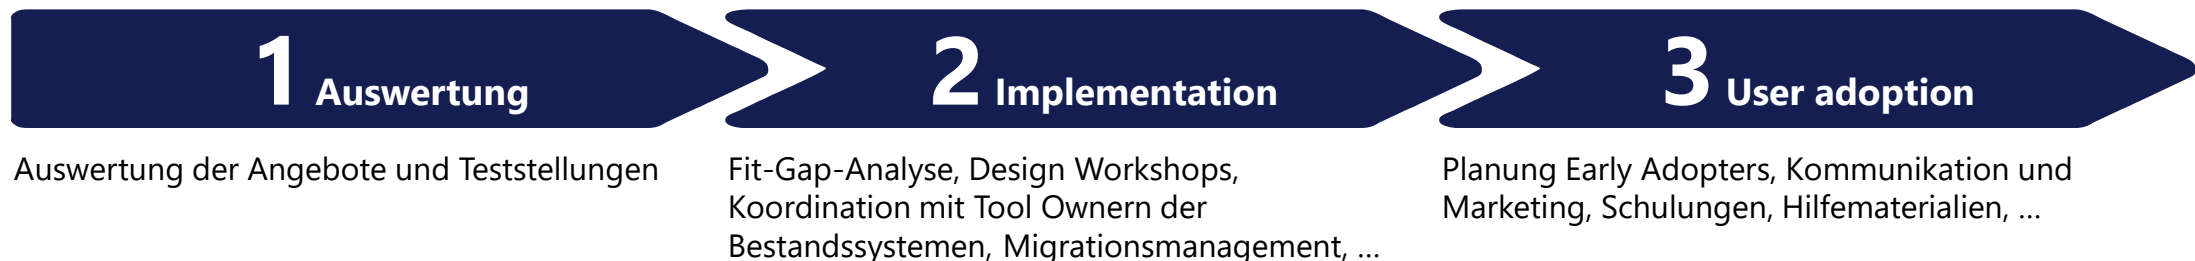 1 Auswertung
Auswertung der Angebote und Teststellungen
2 Implementation
Fit-Gap-Analyse, Design Workshops,
Koordination mit Tool Ownern der
Bestandssystemen, Migrationsmanagement, ...
3 User adoption
Planung Early Adopters, Kommunikation und
Marketing, Schulungen, Hilfematerialien, ...